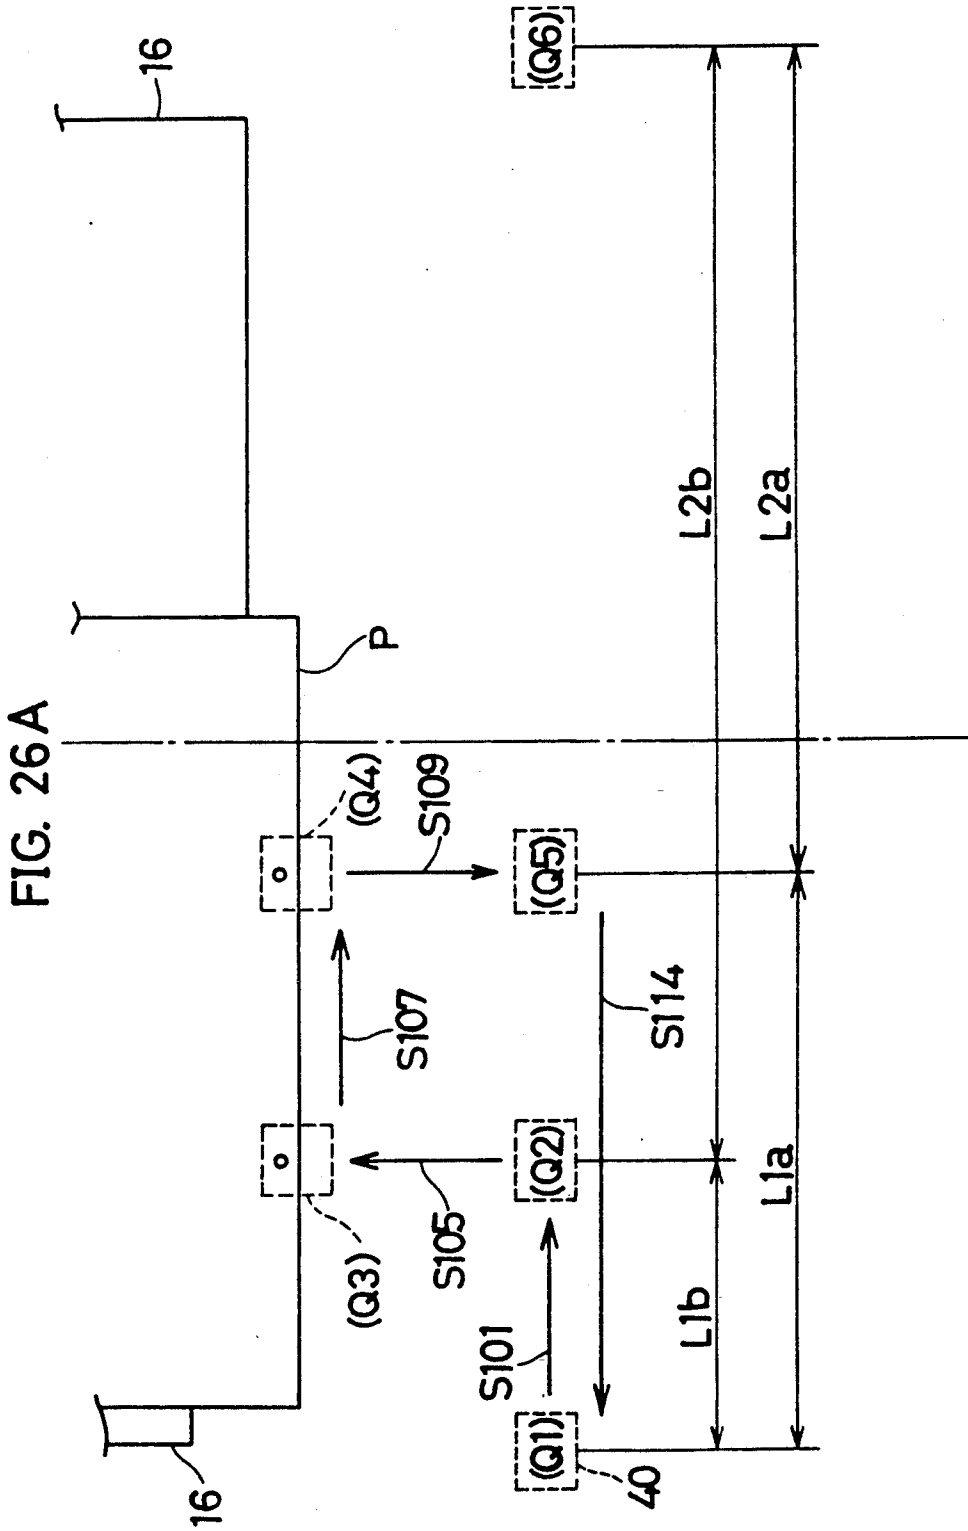 FIG. 26A
16
16
P
(Q3)
(Q4)
S107
S105
S109
S101
(Q1)
(Q2)
(Q5)
(Q6)
40
S114
L1b
L2b
L1a
L2a